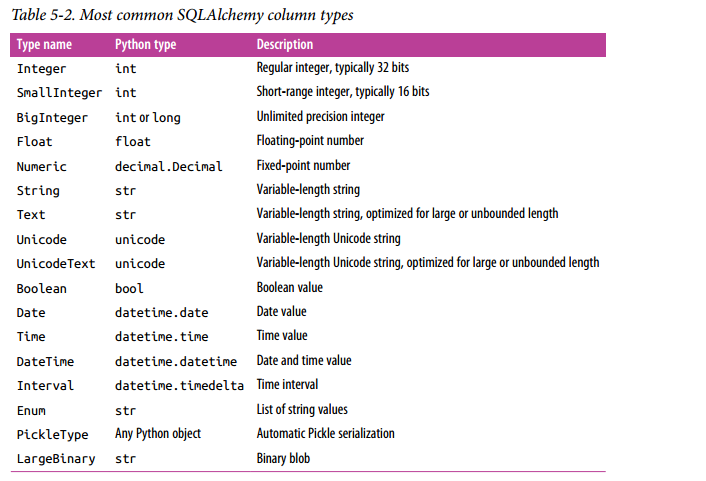 Table 5-2. Most common SQLAlchemy column types
Type name Python type Description
Integer int Regular integer, typically 32 bits
SmallInteger int Short-range integer, typically 16 bits
BigInteger int or long Unlimited precision integer
Float float Floating-point number
Numeric decimal.Decimal Fixed-point number
String str Variable-length string
Text str Variable-length string, optimized for large or unbounded length
Unicode unicode Variable-length Unicode string
UnicodeText unicode Variable-length Unicode string, optimized for large or unbounded length
Boolean bool Boolean value
Date datetime.date Date value
Time datetime.time Time value
DateTime datetime.datetime Date and time value
Interval datetime.timedelta Time interval
Enum str List of string values
PickleType Any Python object Automatic Pickle serialization
LargeBinary str Binary blob